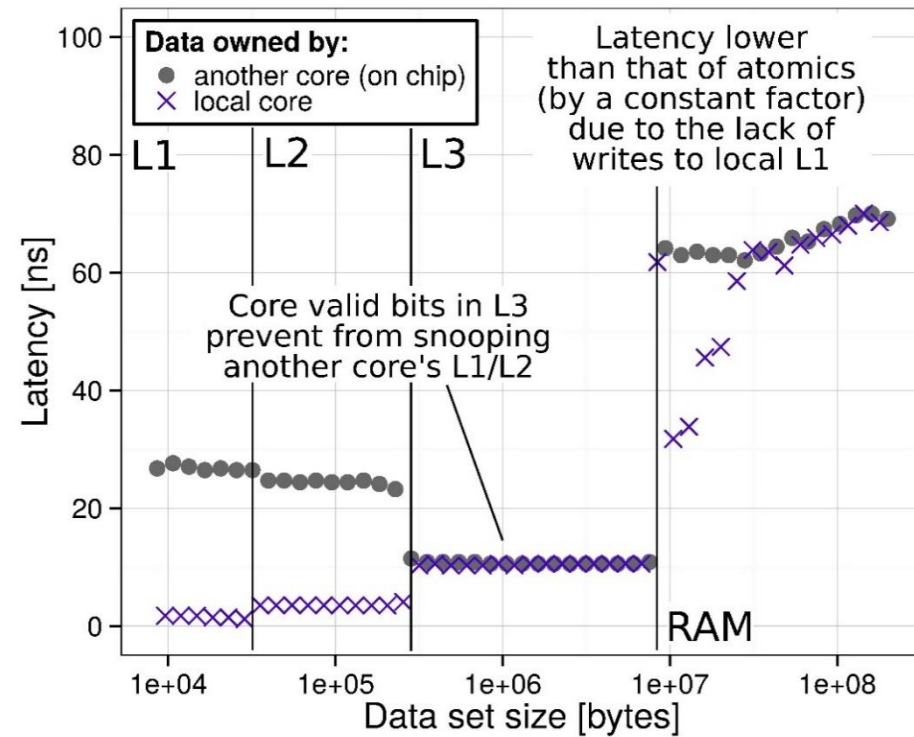 100
80
60
40
20
0
Latency [ns]
Data owned by:
another core (on chip)
local core
L1
L2
L3
Latency lower
than that of atomics
(by a constant factor)
due to the lack of
writes to local L1
Core valid bits in L3
prevent from snooping
another core's L1/L2
RAM
1e+04
1e+05
1e+06
1e+07
1e+08
Data set size [bytes]